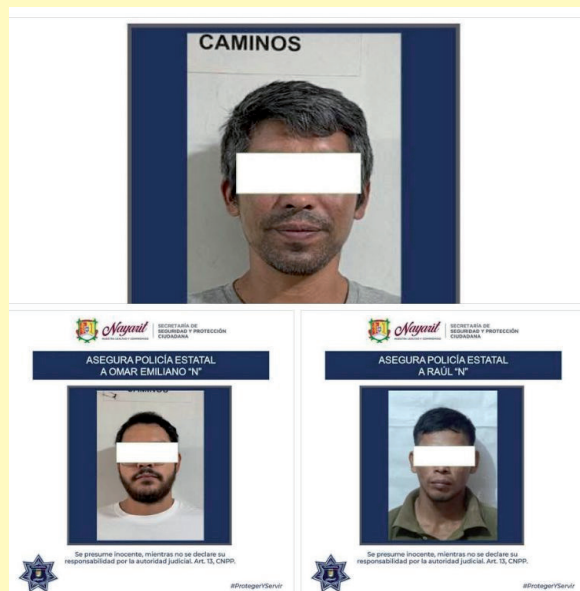 CAMINOS
Nayarit
SECRETARÍA DE
SEGURIDAD Y PROTECCIÓN
CIUDADANA
ASEGURA POLICÍA ESTATAL
A OMAR EMILIANO “N”
CAMINOS
Se presume inocente, mientras no se declare su
responsabilidad por la autoridad judicial. Art. 13, CNPP.
#ProtegerYServir
Nayarit
SECRETARÍA DE
SEGURIDAD Y PROTECCIÓN
CIUDADANA
ASEGURA POLICÍA ESTATAL
A RAÚL “N”
Se presume inocente, mientras no se declare su
responsabilidad por la autoridad judicial. Art. 13, CNPP.
#ProtegerYServir